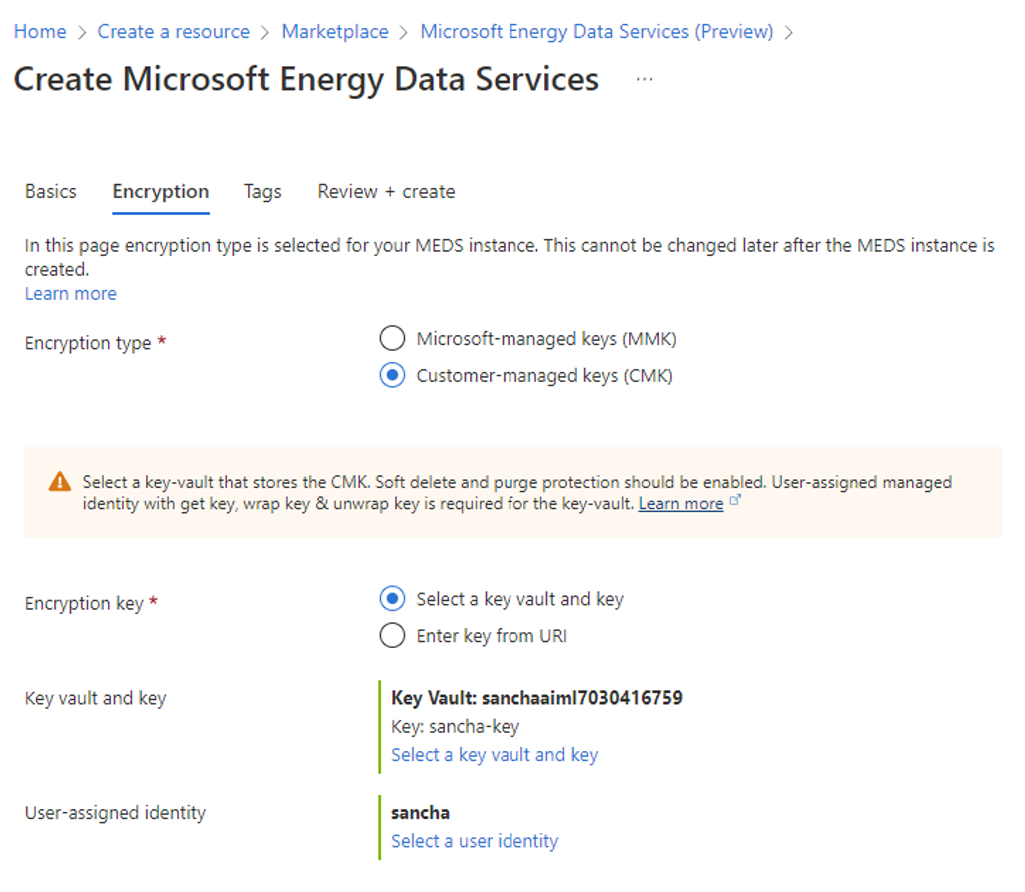 Home > Create a resource > Marketplace > Microsoft Energy Data Services (Preview) >
Create Microsoft Energy Data Services ...
Basics Encryption Tags Review + create
In this page encryption type is selected for your MEDS instance. This cannot be changed later after the MEDS instance is
created.
Learn more
Encryption type *
Microsoft-managed keys (MMK)
Customer-managed keys (CMK)
Select a key-vault that stores the CMK. Soft delete and purge protection should be enabled. User-assigned managed
identity with get key, wrap key & unwrap key is required for the key-vault. Learn more
Encryption key *
Select a key vault and key
Enter key from URI
Key vault and key
Key Vault: sanchaaiml7030416759
Key: sancha-key
Select a key vault and key
User-assigned identity
sancha
Select a user identity